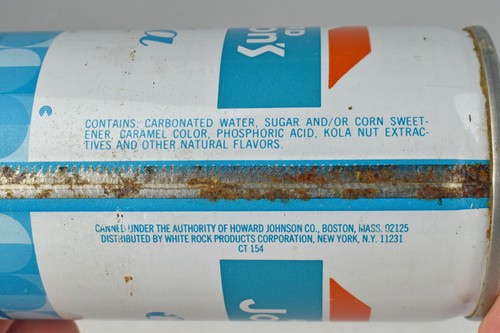 CONTAINS: CARBONATED WATER, SUGAR AND/OR CORN SWEET-
ENER, CARAMEL COLOR, PHOSPHORIC ACID, KOLA NUT EXTRAC-
TIVES AND OTHER NATURAL FLAVORS.
CANNED UNDER THE AUTHORITY OF HOWARD JOHNSON CO., BOSTON, MASS. 02125
DISTRIBUTED BY WHITE ROCK PRODUCTS CORPORATION, NEW YORK, N.Y. 11231
CT 154